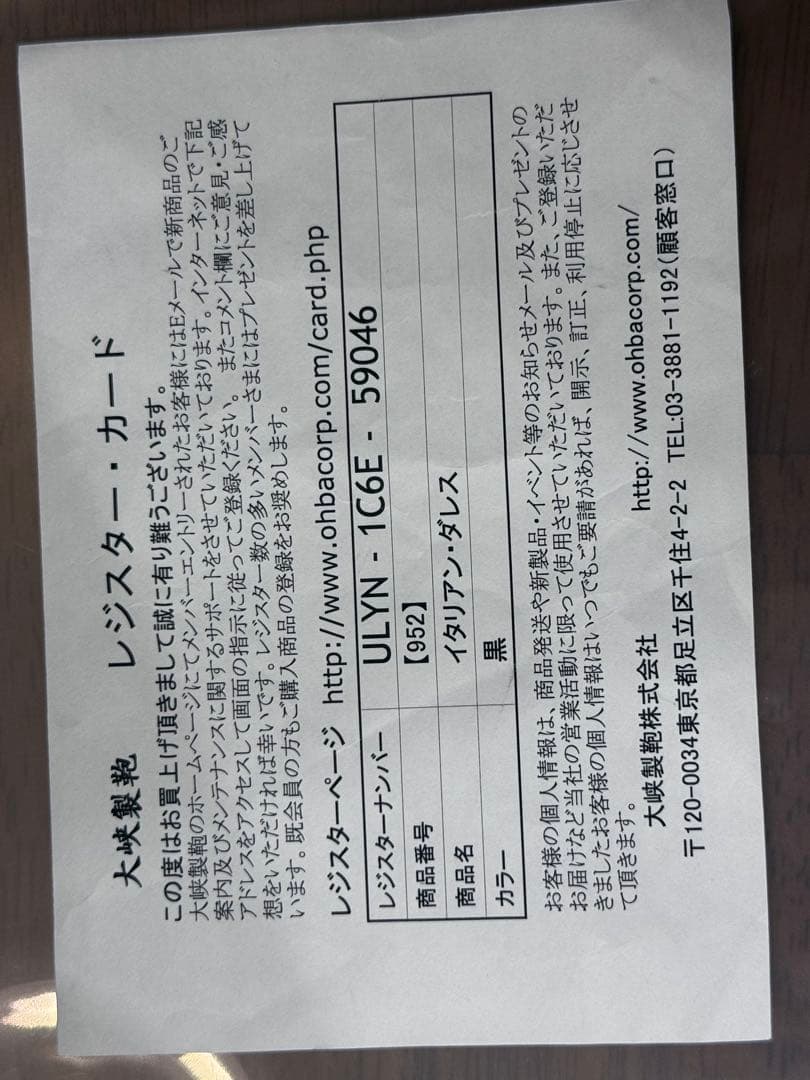 大峡製鞄　レジスター・カード
この度はお買上げ頂きまして誠に有り難うございます。
大峡製鞄のホームページにてメンバーエントリーされたお客様にはEメールで新商品のご
案内及びメンテナンスに関するサポートをさせていただいております。インターネットで下記
アドレスをアクセスして画面の指示に従ってご登録ください。 またコメント欄にご意見・ご感
想をいただければ幸いです。レジスター数の多いメンバーさまにはプレゼントを差し上げて
います。既会員の方もご購入商品の登録をお奨めします。
レジスターページ http://www.ohbacorp.com/card.php
レジスターナンバー ULYN - 1C6E - 59046
商品番号 【952】
商品名 イタリアン・ダレス
カラー 黒
お客様の個人情報は、商品発送や新製品・イベント等のお知らせメール及びプレゼントの
お届けなど当社の営業活動に限って使用させていただいております。また、ご登録いただ
きましたお客様の個人情報はいつでもご要請があれば、開示、訂正、利用停止に応じさせ
て頂きます。
大峡製鞄株式会社 http://www.ohbacorp.com/
〒120-0034東京都足立区千住4-2-2 TEL:03-3881-1192(顧客窓口)